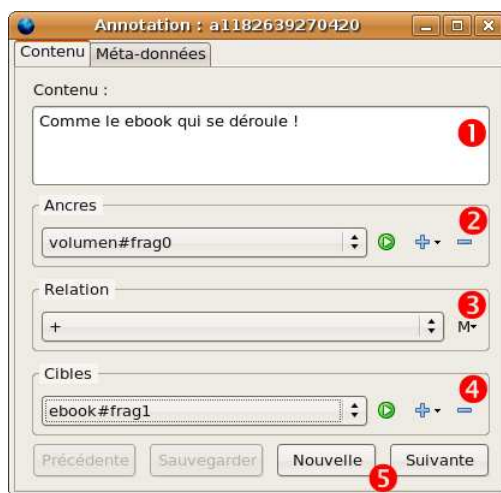 Annotation : a1182639270420
Contenu Méta-données
Contenu :
Comme le ebook qui se déroule !
1
Ancres
2
volumen#frag0
Relation
3
+
M
Cibles
4
ebook#frag1
Précédente Sauvegarder Nouvelle Suivante
5